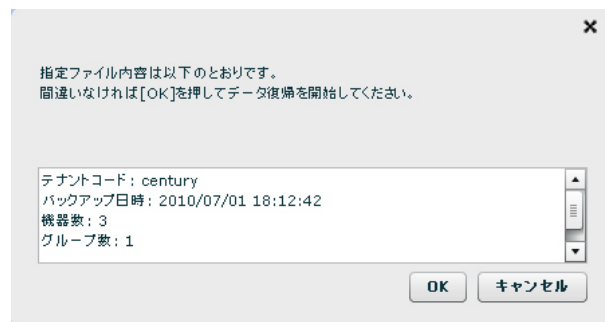 指定ファイル内容は以下のとおりです。
間違いなければ[OK]を押してデータ復帰を開始してください。
テナントコード: century
バックアップ日時: 2010/07/01 18:12:42
機器数: 3
グループ数: 1
OK キャンセル